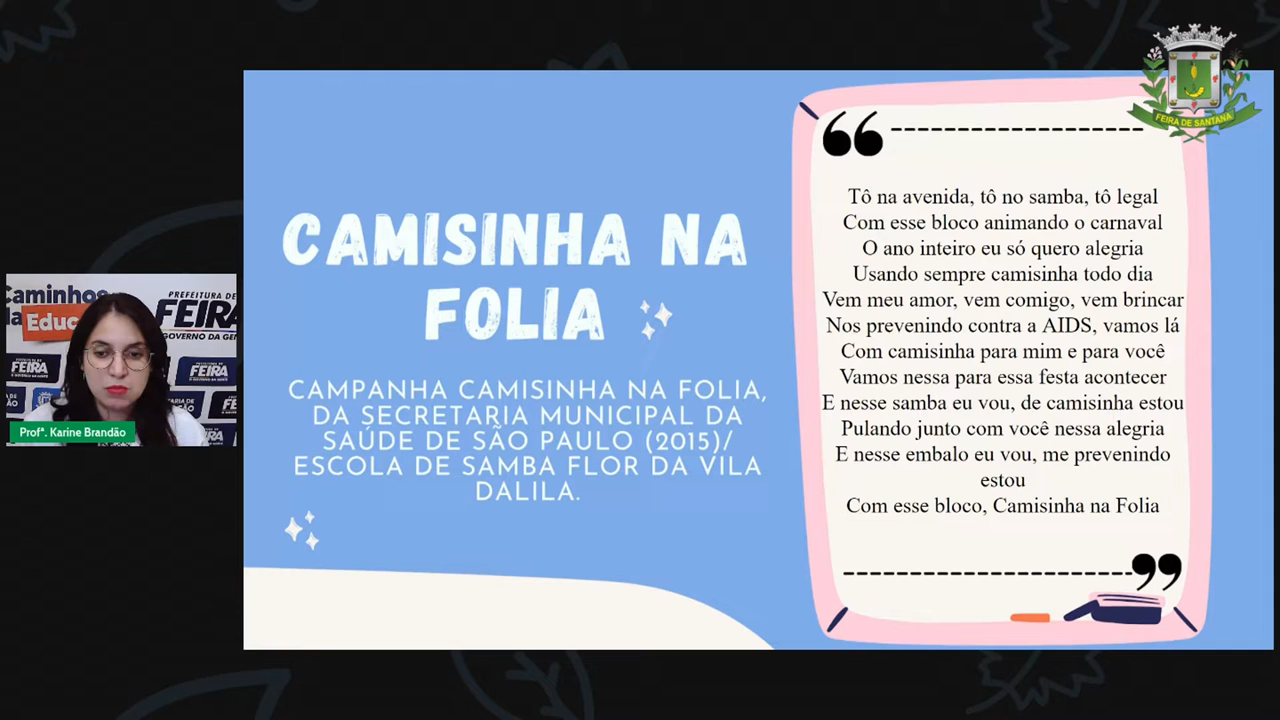 FEIRA DE SANTANA
CAMISINHA NA
FOLIA
CAMPANHA CAMISINHA NA FOLIA,
DA SECRETARIA MUNICIPAL DA
SAÚDE DE SÃO PAULO (2015)/
ESCOLA DE SAMBA FLOR DA VILA
DALILA.
“
Tô na avenida, tô no samba, tô legal
Com esse bloco animando o carnaval
O ano inteiro eu só quero alegria
Usando sempre camisinha todo dia
Vem meu amor, vem comigo, vem brincar
Nos prevenindo contra a AIDS, vamos lá
Com camisinha para mim e para você
Vamos nessa para essa festa acontecer
E nesse samba eu vou, de camisinha estou
Pulando junto com você nessa alegria
E nesse embalo eu vou, me prevenindo
estou
Com esse bloco, Camisinha na Folia
”
Caminhos
da Educ
PREFEITURA DE
FEIRA
GOVERNO DA GEN
FEIRA
FEIRA
Profª. Karine Brandão